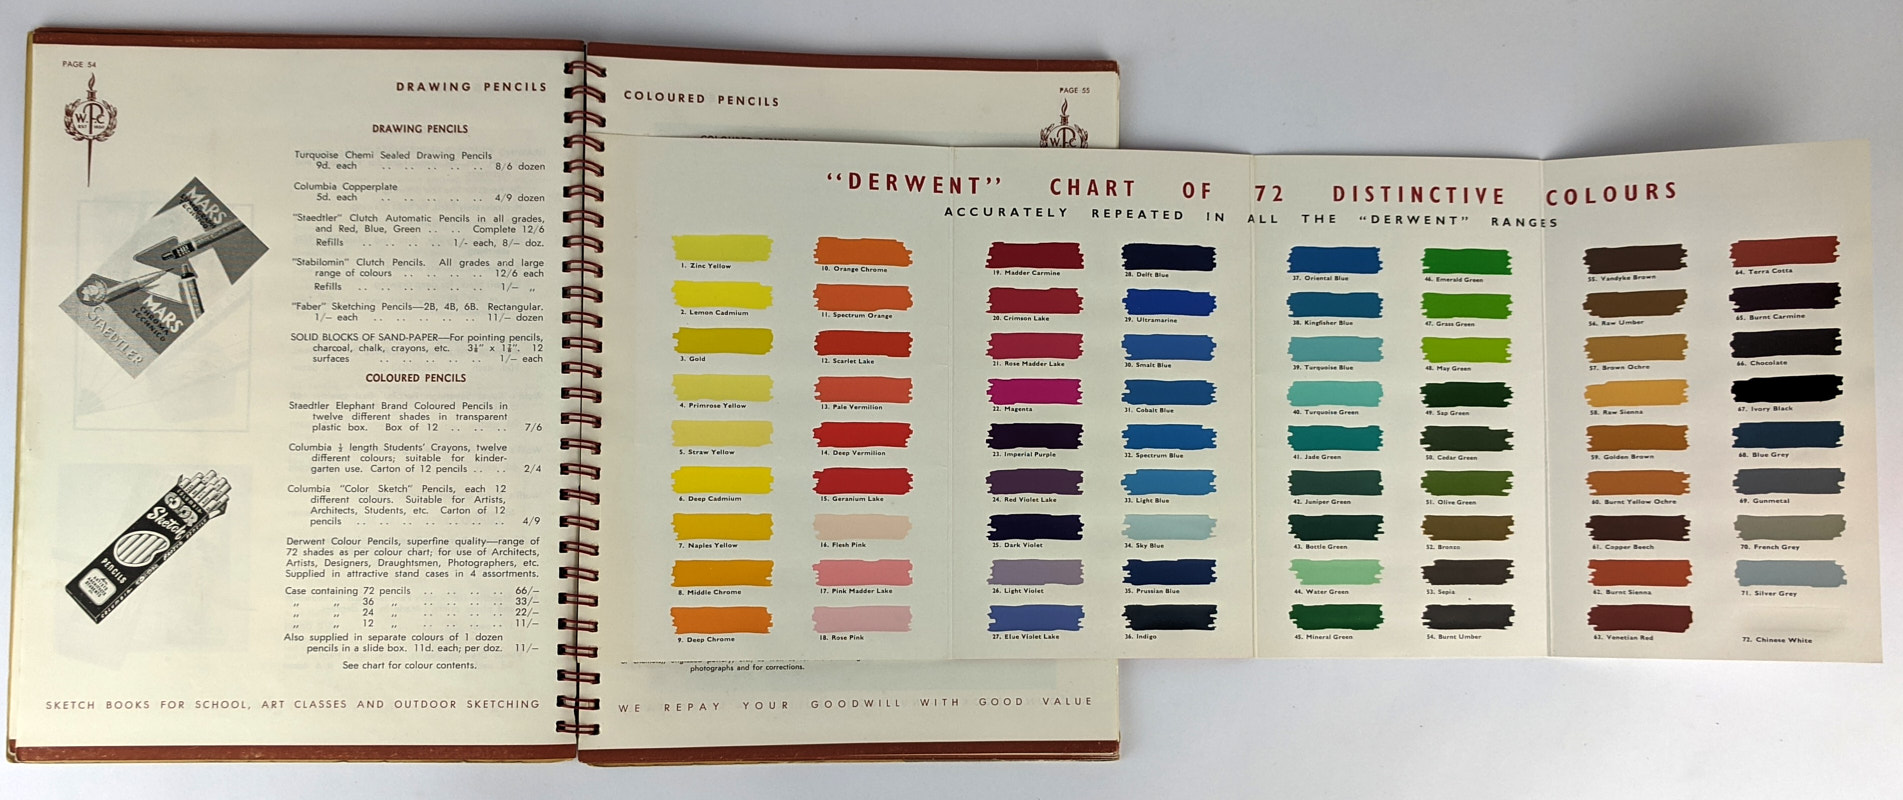 PAGE 54
W. P C
DRAWING PENCILS
DRAWING PENCILS
Turquoise Chemi Sealed Drawing Pencils
9d. each .. .. .. .. .. 8/6 dozen
Columbia Copperplate
5d. each .. .. .. .. .. 4/9 dozen
"Staedtler" Clutch Automatic Pencils in all grades,
and Red, Blue, Green .. .. Complete 12/6
Refills .. .. .. .. 1/- each, 8/— doz.
"Stabilomin" Clutch Pencils. All grades and large
range of colours .. .. .. .. 12/6 each
Refills .. .. .. .. .. .. 1/— „
"Faber" Sketching Pencils—2B, 4B, 6B. Rectangular.
1/— each .. .. .. .. .. 11/— dozen
SOLID BLOCKS OF SAND-PAPER—For pointing pencils,
charcoal, chalk, crayons, etc. 12
surfaces .. .. .. .. .. 1/— each
COLOURED PENCILS
Staedtler Elephant Brand Coloured Pencils in
twelve different shades in transparent
plastic box. Box of 12 .. .. .. 7/6
Columbia ½ length Students' Crayons, twelve
different colours; suitable for kinder-
garten use. Carton of 12 pencils .. .. 2/4
Columbia "Color Sketch" Pencils, each 12
different colours. Suitable for Artists,
Architects, Students, etc. Carton of 12
pencils .. .. .. .. .. .. 4/9
Derwent Colour Pencils, superfine quality—range of
72 shades as per colour chart; for use of Architects,
Artists, Designers, Draughtsmen, Photographers, etc.
Supplied in attractive stand cases in 4 assortments.
Case containing 72 pencils .. .. .. .. 66/—
„ „ 36 „ .. .. .. .. 33/—
„ „ 24 „ .. .. .. .. 22/—
„ „ 12 „ .. .. .. .. 11/—
Also supplied in separate colours of 1 dozen
pencils in a slide box. 11d. each; per doz. 11/—
See chart for colour contents.
SKETCH BOOKS FOR SCHOOL, ART CLASSES AND OUTDOOR SKETCHING
MARS
MARS
CHROMA
TECHNICO
STAEDTLER
COLOR
Sketch
PENCILS
PAGE 55
COLOURED PENCILS
W. P C
"DERWENT" CHART OF 72 DISTINCTIVE COLOURS
ACCURATELY REPEATED IN ALL THE "DERWENT" RANGES
1. Zinc Yellow
2. Lemon Cadmium
3. Gold
4. Primrose Yellow
5. Straw Yellow
6. Deep Cadmium
7. Naples Yellow
8. Middle Chrome
9. Deep Chrome
10. Orange Chrome
11. Spectrum Orange
12. Scarlet Lake
13. Pale Vermilion
14. Deep Vermilion
15. Geranium Lake
16. Flesh Pink
17. Pink Madder Lake
18. Rose Pink
19. Madder Carmine
20. Crimson Lake
21. Rose Madder Lake
22. Magenta
23. Imperial Purple
24. Red Violet Lake
25. Dark Violet
26. Light Violet
27. Blue Violet Lake
28. Delft Blue
29. Ultramarine
30. Smalt Blue
31. Cobalt Blue
32. Spectrum Blue
33. Light Blue
34. Sky Blue
35. Prussian Blue
36. Indigo
37. Oriental Blue
38. Kingfisher Blue
39. Turquoise Blue
40. Turquoise Green
41. Jade Green
42. Juniper Green
43. Bottle Green
44. Water Green
45. Mineral Green
46. Emerald Green
47. Grass Green
48. May Green
49. Sap Green
50. Cedar Green
51. Olive Green
52. Bronze
53. Sepia
54. Burnt Umber
55. Vandyke Brown
56. Raw Umber
57. Brown Ochre
58. Raw Sienna
59. Golden Brown
60. Burnt Yellow Ochre
61. Copper Beech
62. Burnt Sienna
63. Venetian Red
64. Terra Cotta
65. Burnt Carmine
66. Chocolate
67. Ivory Black
68. Blue Grey
69. Gunmetal
70. French Grey
71. Silver Grey
72. Chinese White
photographs and for corrections.
WE REPAY YOUR GOODWILL WITH GOOD VALUE